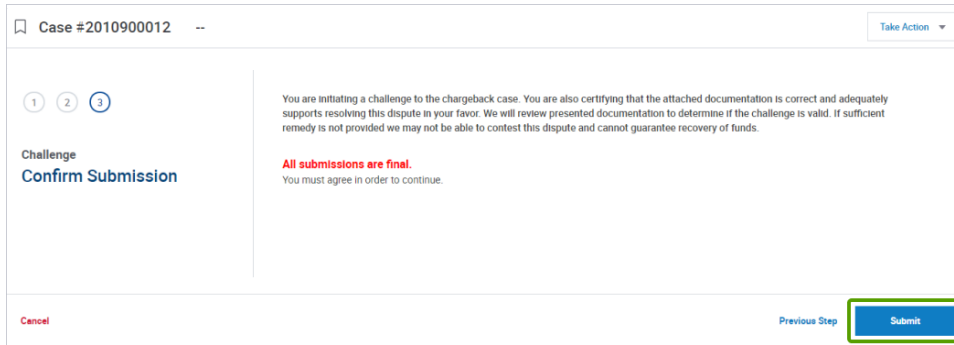 Case #2010900012 --
Take Action
1 2 3
Challenge
Confirm Submission
You are initiating a challenge to the chargeback case. You are also certifying that the attached documentation is correct and adequately
supports resolving this dispute in your favor. We will review presented documentation to determine if the challenge is valid. If sufficient
remedy is not provided we may not be able to contest this dispute and cannot guarantee recovery of funds.
All submissions are final.
You must agree in order to continue.
Cancel
Previous Step
Submit